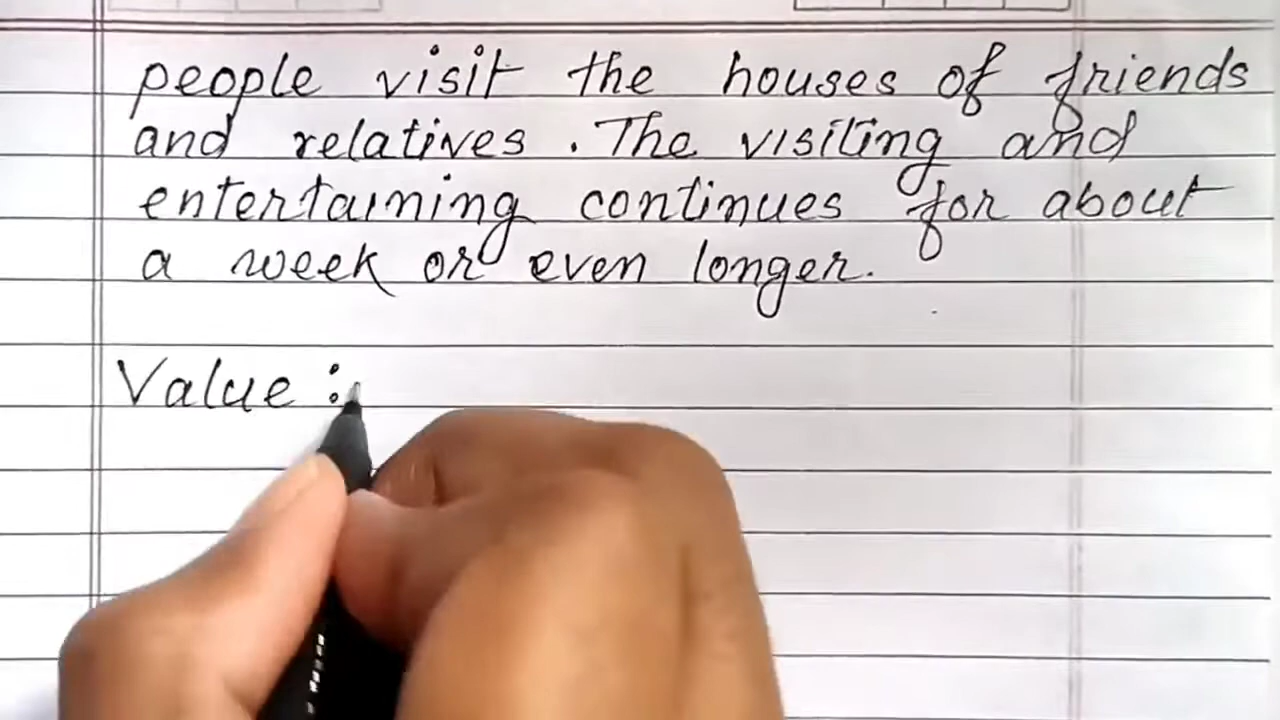 people visit the houses of friends
and relatives. The visiting and
entertaining continues for about
a week or even longer.
Value :